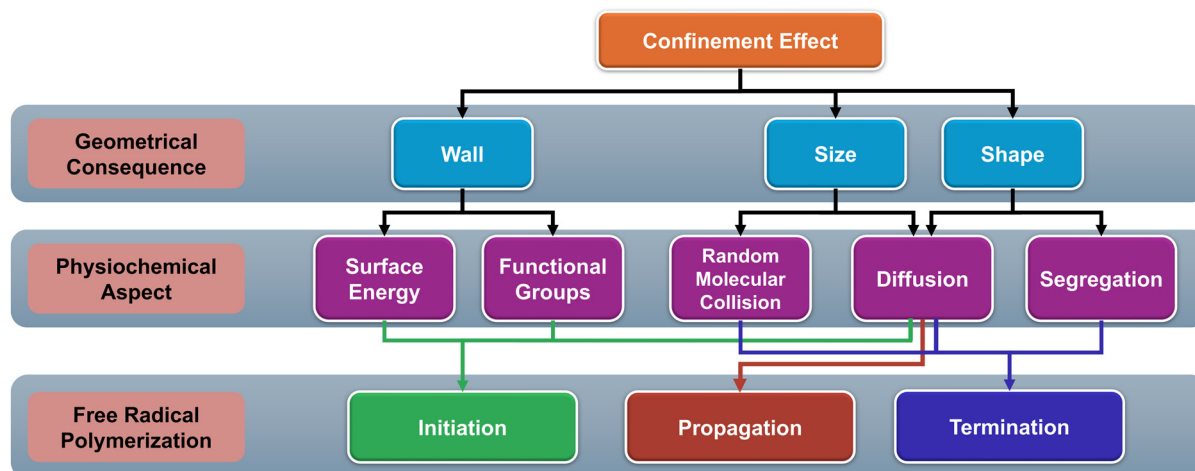 Confinement Effect
Geometrical
Consequence
Wall
Size
Shape
Physiochemical
Aspect
Surface
Energy
Functional
Groups
Random
Molecular
Collision
Diffusion
Segregation
Free Radical
Polymerization
Initiation
Propagation
Termination